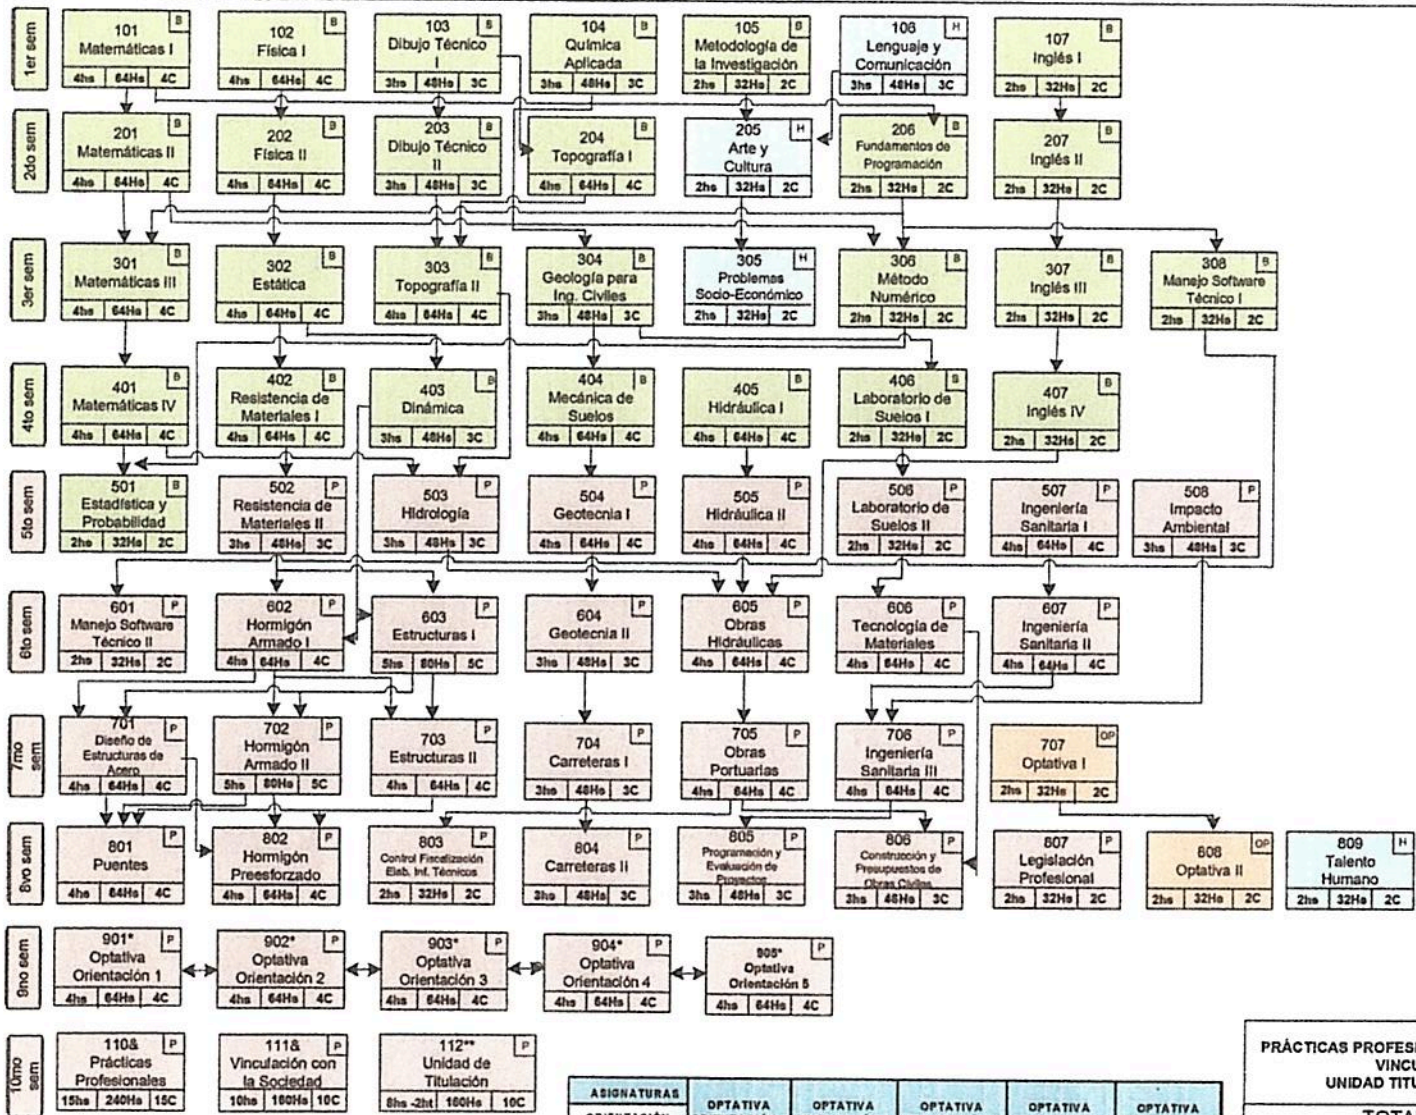 1er sem
101 B
Matemáticas I
4hs 64Hs 4C
102 B
Física I
4hs 64Hs 4C
103 B
Dibujo Técnico
I
3hs 48Hs 3C
104 B
Química
Aplicada
3hs 48Hs 3C
105 B
Metodología de
la Investigación
2hs 32Hs 2C
106 H
Lenguaje y
Comunicación
3hs 48Hs 3C
107 B
Inglés I
2hs 32Hs 2C
2do sem
201 B
Matemáticas II
4hs 64Hs 4C
202 B
Física II
4hs 64Hs 4C
203 B
Dibujo Técnico
II
3hs 48Hs 3C
204 B
Topografía I
4hs 64Hs 4C
205 H
Arte y
Cultura
2hs 32Hs 2C
206 B
Fundamentos de
Programación
2hs 32Hs 2C
207 B
Inglés II
2hs 32Hs 2C
3er sem
301 B
Matemáticas III
4hs 64Hs 4C
302 B
Estática
4hs 64Hs 4C
303 B
Topografía II
4hs 64Hs 4C
304 B
Geología para
Ing. Civiles
3hs 48Hs 3C
305 H
Problemas
Socio-Económico
2hs 32Hs 2C
306 B
Método
Numérico
2hs 32Hs 2C
307 B
Inglés III
2hs 32Hs 2C
308 B
Manejo Software
Técnico I
2hs 32Hs 2C
4to sem
401 B
Matemáticas IV
4hs 64Hs 4C
402 B
Resistencia de
Materiales I
4hs 64Hs 4C
403 B
Dinámica
3hs 48Hs 3C
404 B
Mecánica de
Suelos
4hs 64Hs 4C
405 B
Hidráulica I
4hs 64Hs 4C
406 B
Laboratorio de
Suelos I
2hs 32Hs 2C
407 B
Inglés IV
2hs 32Hs 2C
5to sem
501 B
Estadística y
Probabilidad
2hs 32Hs 2C
502 P
Resistencia de
Materiales II
3hs 48Hs 3C
503 P
Hidrología
3hs 48Hs 3C
504 P
Geotecnia I
4hs 64Hs 4C
505 P
Hidráulica II
4hs 64Hs 4C
506 P
Laboratorio de
Suelos II
2hs 32Hs 2C
507 P
Ingeniería
Sanitaria I
4hs 64Hs 4C
508 P
Impacto
Ambiental
3hs 48Hs 3C
6to sem
601 P
Manejo Software
Técnico II
2hs 32Hs 2C
602 P
Hormigón
Armado I
4hs 64Hs 4C
603 P
Estructuras I
5hs 80Hs 5C
604 P
Geotecnia II
3hs 48Hs 3C
605 P
Obras
Hidráulicas
4hs 64Hs 4C
606 P
Tecnología de
Materiales
4hs 64Hs 4C
607 P
Ingeniería
Sanitaria II
4hs 64Hs 4C
7mo
sem
701 P
Diseño de
Estructuras de
Acero
4hs 64Hs 4C
702 P
Hormigón
Armado II
5hs 80Hs 5C
703 P
Estructuras II
4hs 64Hs 4C
704 P
Carreteras I
3hs 48Hs 3C
705 P
Obras
Portuarias
4hs 64Hs 4C
706 P
Ingeniería
Sanitaria III
4hs 64Hs 4C
707 OP
Optativa I
2hs 32Hs 2C
8vo sem
801 P
Puentes
4hs 64Hs 4C
802 P
Hormigón
Preesforzado
4hs 64Hs 4C
803 P
Control Fiscalización
Elab. Inf. Técnicos
2hs 32Hs 2C
804 P
Carreteras II
3hs 48Hs 3C
805 P
Programación y
Evaluación de
Proyectos
3hs 48Hs 3C
806 P
Construcción y
Presupuestos de
Obras Civiles
3hs 48Hs 3C
807 P
Legislación
Profesional
2hs 32Hs 2C
808 OP
Optativa II
2hs 32Hs 2C
809 H
Talento
Humano
2hs 32Hs 2C
9no sem
901* P
Optativa
Orientación 1
4hs 64Hs 4C
902* P
Optativa
Orientación 2
4hs 64Hs 4C
903* P
Optativa
Orientación 3
4hs 64Hs 4C
904* P
Optativa
Orientación 4
4hs 64Hs 4C
905* P
Optativa
Orientación 5
4hs 64Hs 4C
10mo
sem
110& P
Prácticas
Profesionales
15hs 240Hs 15C
111& P
Vinculación con
la Sociedad
10hs 160Hs 10C
112** P
Unidad de
Titulación
8hs -2ht 160Hs 10C
ASIGNATURAS
OPTATIVA OPTATIVA OPTATIVA OPTATIVA OPTATIVA
PRÁCTICAS PROFES
VINCU
UNIDAD TITU